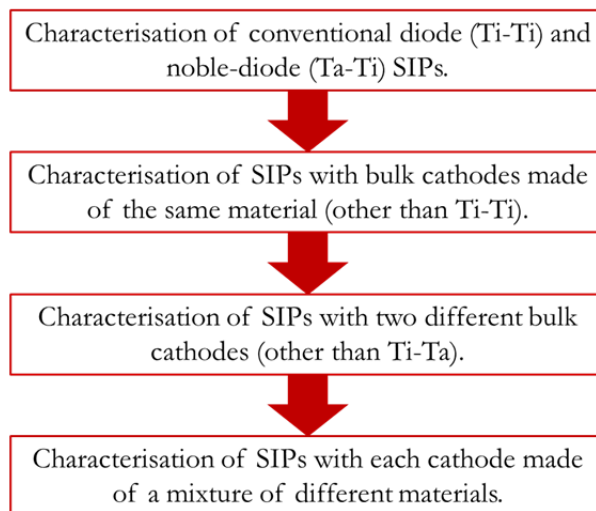 Characterisation of conventional diode (Ti-Ti) and
noble-diode (Ta-Ti) SIPs.
Characterisation of SIPs with bulk cathodes made
of the same material (other than Ti-Ti).
Characterisation of SIPs with two different bulk
cathodes (other than Ti-Ta).
Characterisation of SIPs with each cathode made
of a mixture of different materials.